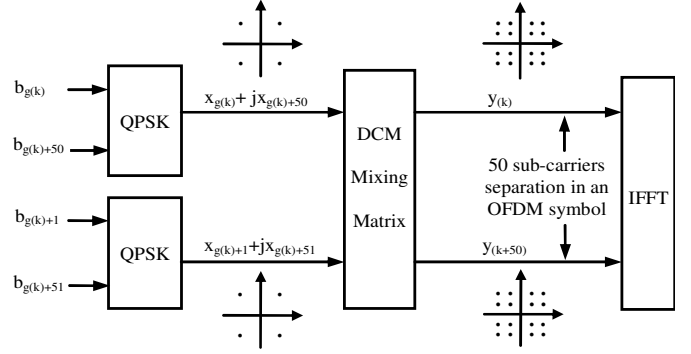 b_g(k)
b_g(k)+50
QPSK
x_g(k)+ jx_g(k)+50
b_g(k)+1
b_g(k)+51
QPSK
x_g(k)+1+jx_g(k)+51
DCM
Mixing
Matrix
y_(k)
50 sub-carriers
separation in an
OFDM symbol
y_(k+50)
IFFT